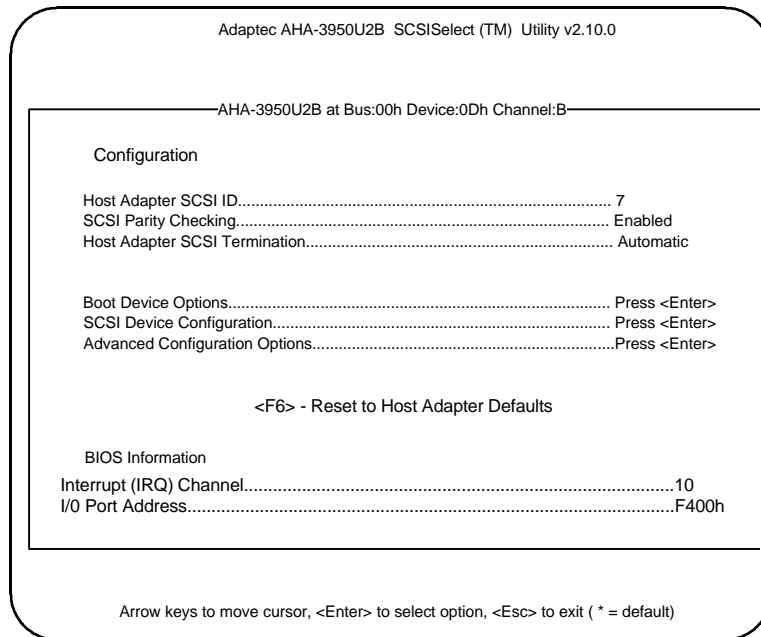 Adaptec AHA-3950U2B SCSISelect (TM) Utility v2.10.0
AHA-3950U2B at Bus:00h Device:0Dh Channel:B
Configuration
Host Adapter SCSI ID..................................................................................... 7
SCSI Parity Checking..................................................................................... Enabled
Host Adapter SCSI Termination...................................................................... Automatic
Boot Device Options....................................................................................... Press <Enter>
SCSI Device Configuration............................................................................. Press <Enter>
Advanced Configuration Options.....................................................................Press <Enter>
<F6> - Reset to Host Adapter Defaults
BIOS Information
Interrupt (IRQ) Channel.....................................................................................10
I/0 Port Address................................................................................................F400h
Arrow keys to move cursor, <Enter> to select option, <Esc> to exit ( * = default)